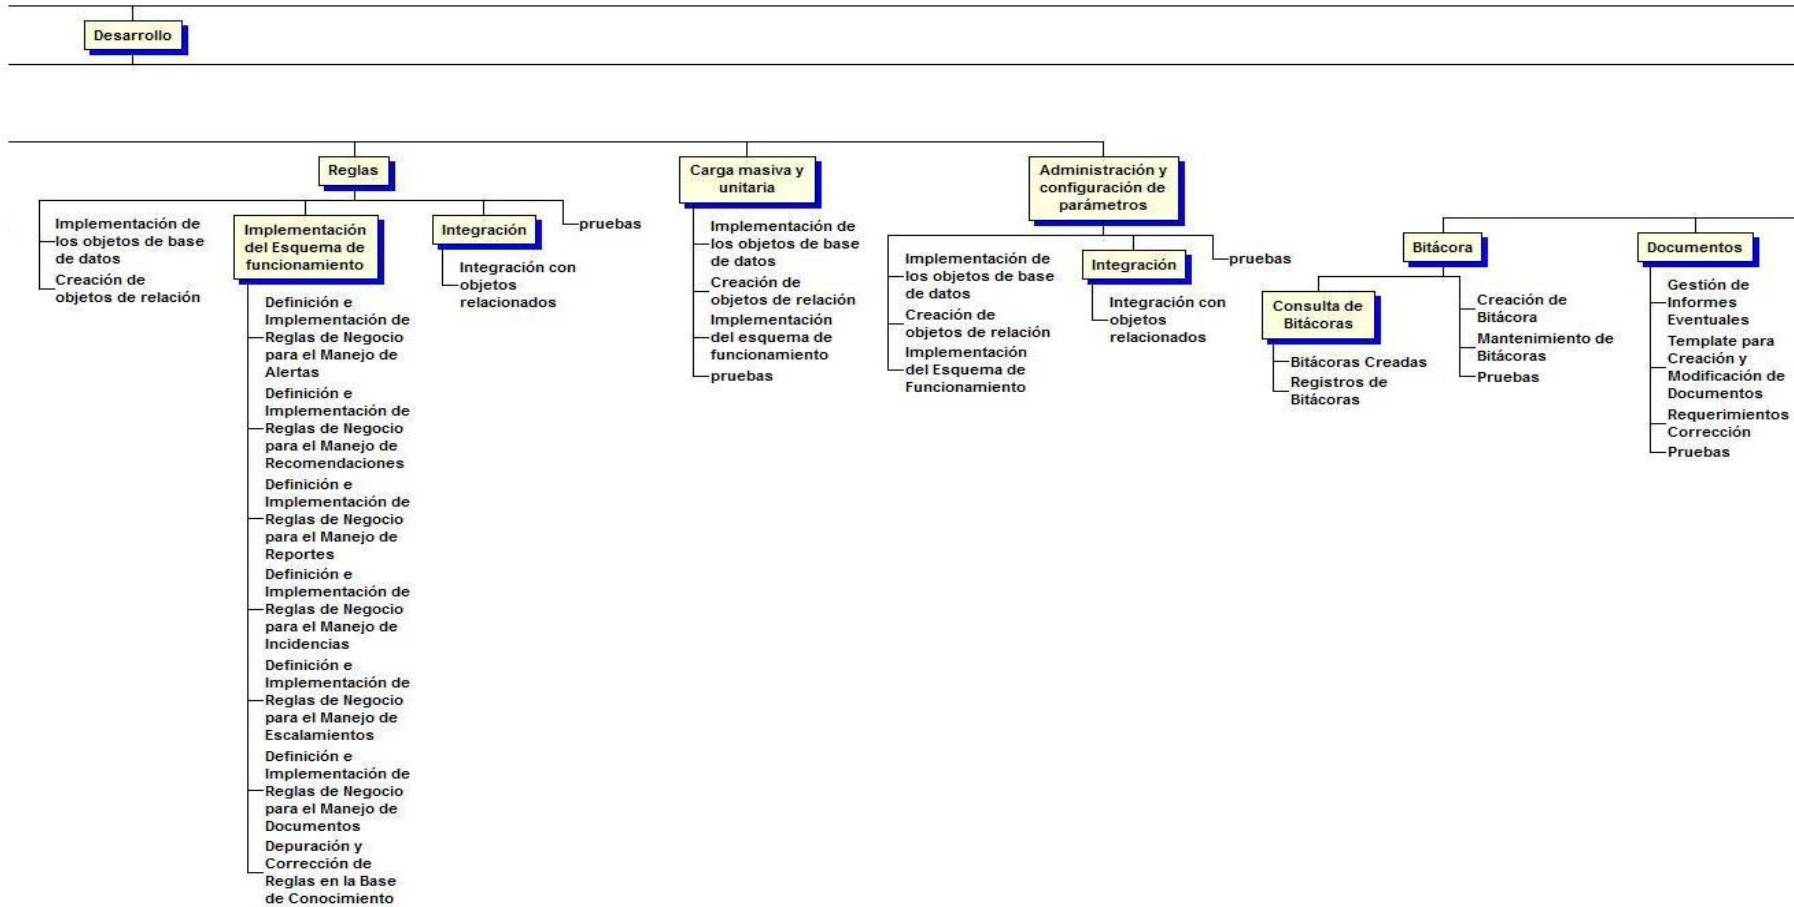 Desarrollo
Reglas
Implementación de
los objetos de base
de datos
Creación de
objetos de relación
Implementación
del Esquema de
funcionamiento
Definición e
Implementación de
Reglas de Negocio
para el Manejo de
Alertas
Definición e
Implementación de
Reglas de Negocio
para el Manejo de
Recomendaciones
Definición e
Implementación de
Reglas de Negocio
para el Manejo de
Reportes
Definición e
Implementación de
Reglas de Negocio
para el Manejo de
Incidencias
Definición e
Implementación de
Reglas de Negocio
para el Manejo de
Escalamientos
Definición e
Implementación de
Reglas de Negocio
para el Manejo de
Documentos
Depuración y
Corrección de
Reglas en la Base
de Conocimiento
Integración
Integración con
objetos
relacionados
pruebas
Carga masiva y
unitaria
Implementación de
los objetos de base
de datos
Creación de
objetos de relación
Implementación
del esquema de
funcionamiento
pruebas
Administración y
configuración de
parámetros
Implementación de
los objetos de base
de datos
Creación de
objetos de relación
Implementación
del Esquema de
Funcionamiento
Integración
Integración con
objetos
relacionados
pruebas
Bitácora
Consulta de
Bitácoras
Bitácoras Creadas
Registros de
Bitácoras
Creación de
Bitácora
Mantenimiento de
Bitácoras
Pruebas
Documentos
Gestión de
Informes
Eventuales
Template para
Creación y
Modificación de
Documentos
Requerimientos
Corrección
Pruebas